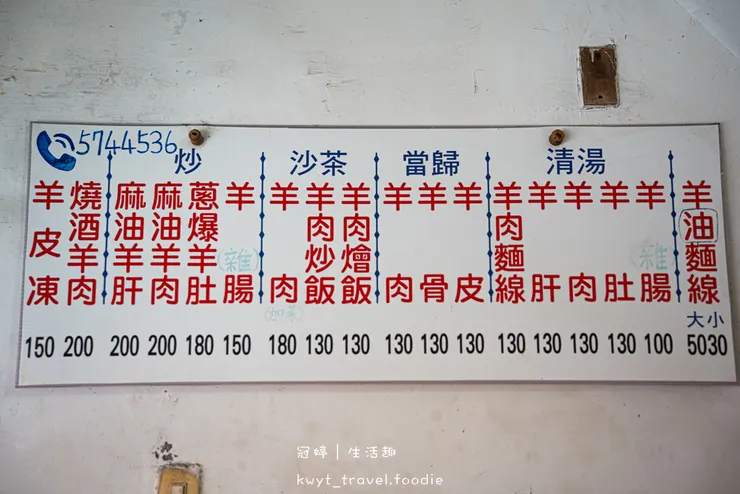 5744536
羊皮凍 150
燒酒羊肉 200
炒
麻油羊肝 200
麻油羊肉 200
蔥爆羊肚 180
羊(雜)腸 150
沙茶
羊肉 180
羊肉炒飯 130
羊肉燴飯 130
當歸
羊肉 130
羊骨 130
羊皮 130
清湯
羊肉麵線 130
羊肝 130
羊肉 130
羊肚 130
羊雜腸 100
羊油麵線 大小 5030
冠婷|生活趣
kwyt_travel.foodie